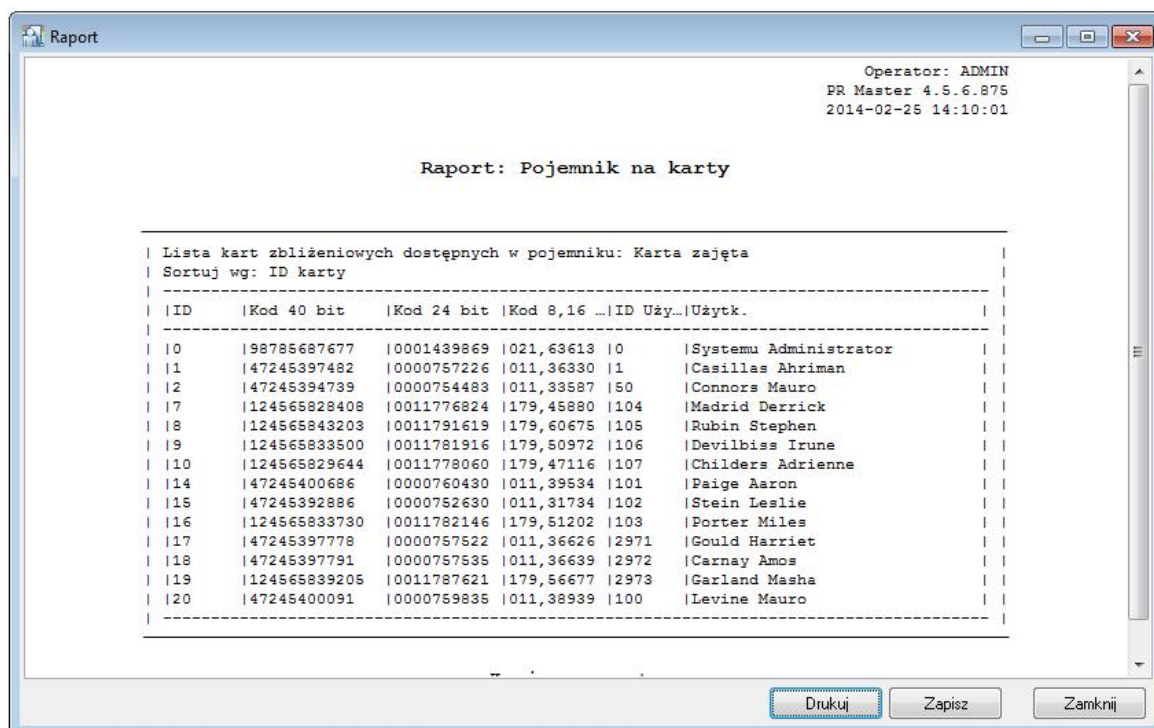 Raport
Operator: ADMIN
PR Master 4.5.6.875
2014-02-25 14:10:01
Raport: Pojemnik na karty
| Lista kart zbliżeniowych dostępnych w pojemniku: Karta zajęta |
| Sortuj wg: ID karty |
| |ID |Kod 40 bit |Kod 24 bit |Kod 8,16 …|ID Uży…|Użytk. | |
| |0 |98785687677 |0001439869 |021,63613 |0 |Systemu Administrator | |
| |1 |47245397482 |0000757226 |011,36330 |1 |Casillas Ahriman | |
| |2 |47245394739 |0000754483 |011,33587 |50 |Connors Mauro | |
| |7 |124565828408 |0011776824 |179,45880 |104 |Madrid Derrick | |
| |8 |124565843203 |0011791619 |179,60675 |105 |Rubin Stephen | |
| |9 |124565833500 |0011781916 |179,50972 |106 |Devilbiss Irune | |
| |10 |124565829644 |0011778060 |179,47116 |107 |Childers Adrienne | |
| |14 |47245400686 |0000760430 |011,39534 |101 |Paige Aaron | |
| |15 |47245392886 |0000752630 |011,31734 |102 |Stein Leslie | |
| |16 |124565833730 |0011782146 |179,51202 |103 |Porter Miles | |
| |17 |47245397778 |0000757522 |011,36626 |2971 |Gould Harriet | |
| |18 |47245397791 |0000757535 |011,36639 |2972 |Carnay Amos | |
| |19 |124565839205 |0011787621 |179,56677 |2973 |Garland Masha | |
| |20 |47245400091 |0000759835 |011,38939 |100 |Levine Mauro | |
Drukuj Zapisz Zamknij